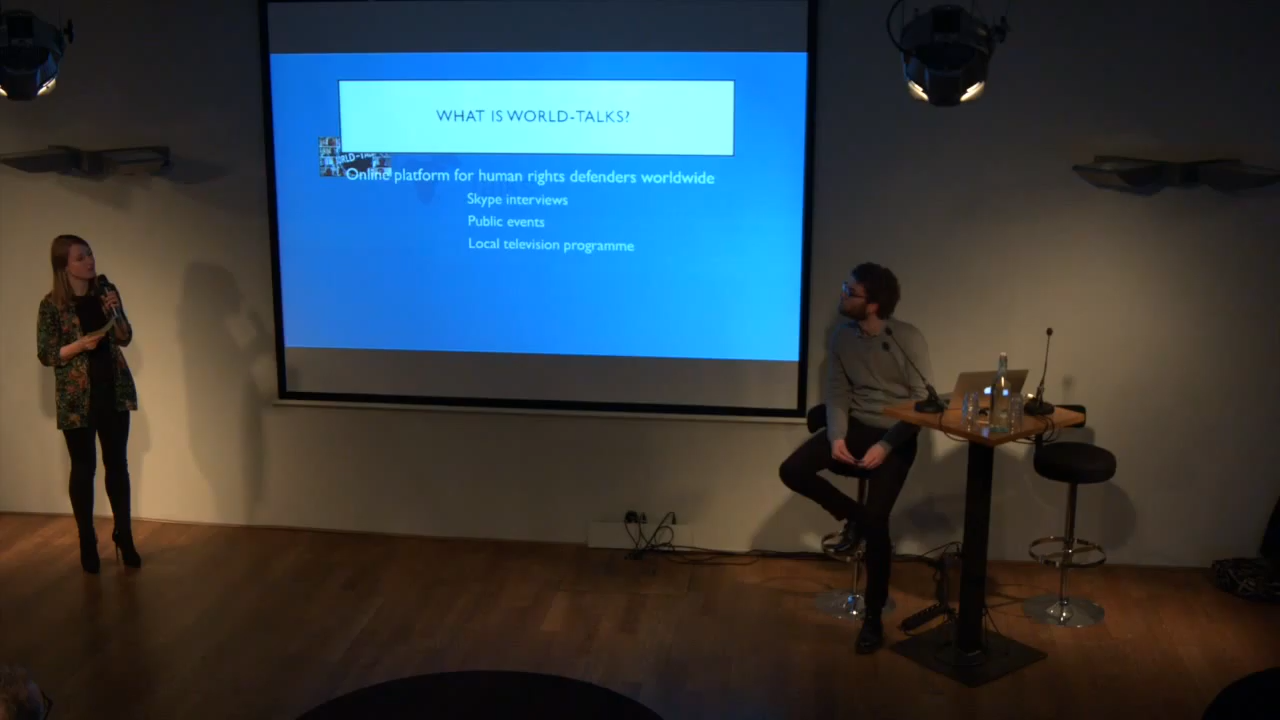 WHAT IS WORLD-TALKS?
Online platform for human rights defenders worldwide
Skype interviews
Public events
Local television programme